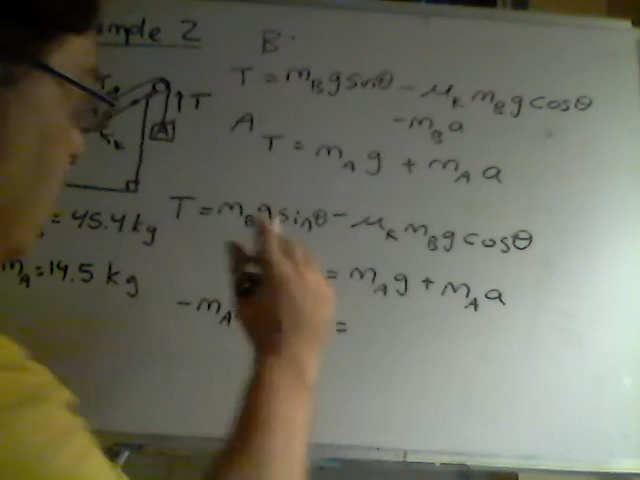 mple 2
B.
T = m_B g sinθ - μ_K m_B g cosθ
- m_B a
↑T
A
A
T = m_A g + m_A a
T = m_B g sinθ - μ_K m_B g cosθ
= 45.4 kg
= m_A g + m_A a
m_A = 14.5 kg
- m_A =